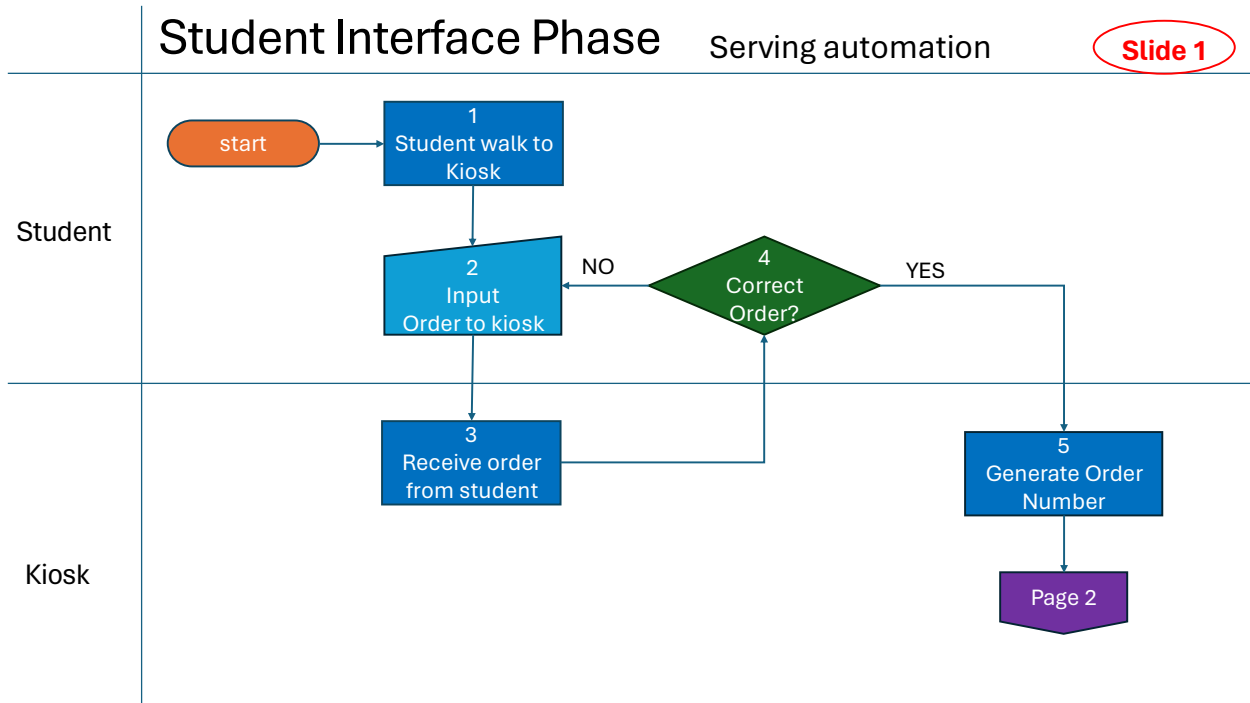 Student Interface Phase
Serving automation
Slide 1
start
1
Student walk to
Kiosk
Student
2
Input
Order to kiosk
NO
4
Correct
Order?
YES
3
Receive order
from student
5
Generate Order
Number
Kiosk
Page 2